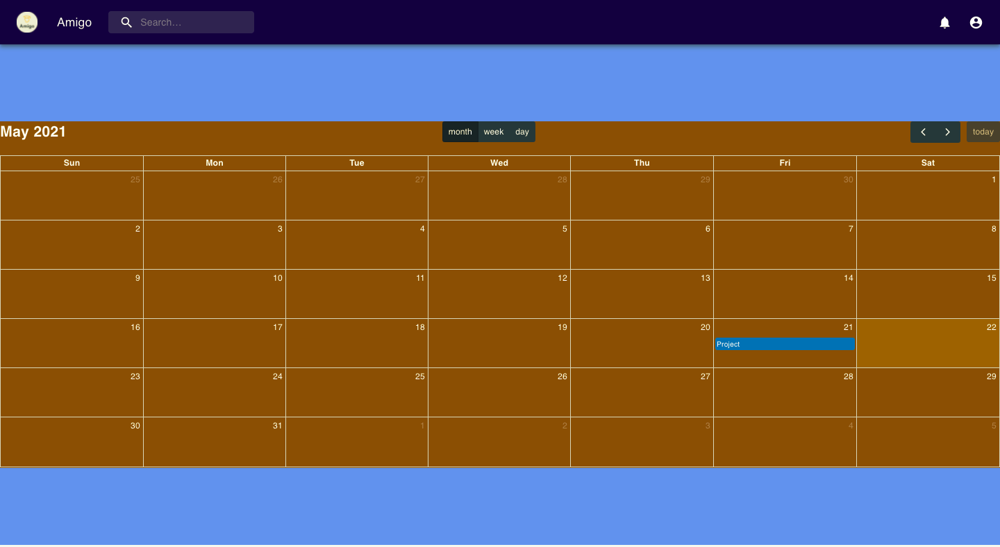 Amigo Amigo Search…
May 2021 month week day today
Sun Mon Tue Wed Thu Fri Sat
25 26 27 28 29 30 1
2 3 4 5 6 7 8
9 10 11 12 13 14 15
16 17 18 19 20 21 22
Project
23 24 25 26 27 28 29
30 31 1 2 3 4 5